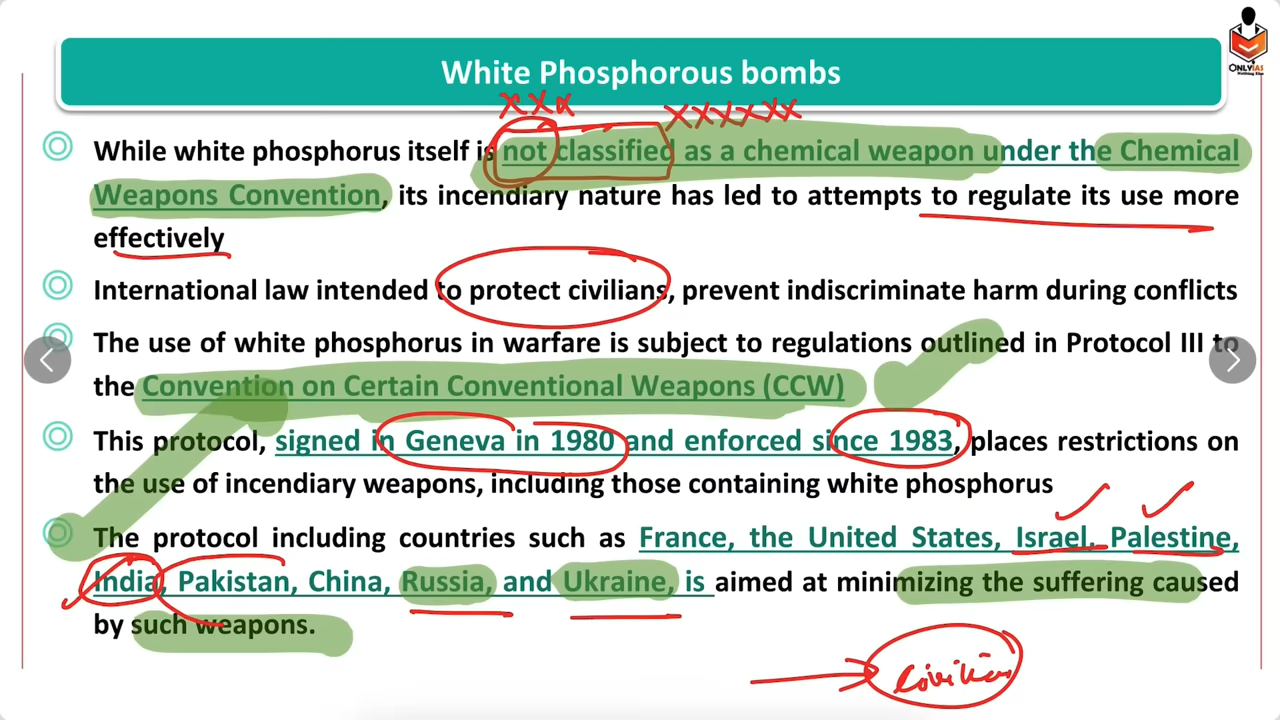 ONLYIAS
Nothing Else
White Phosphorous bombs
xxx
xxxxxx
While white phosphorus itself is not classified as a chemical weapon under the Chemical
Weapons Convention, its incendiary nature has led to attempts to regulate its use more
effectively
International law intended to protect civilians, prevent indiscriminate harm during conflicts
The use of white phosphorus in warfare is subject to regulations outlined in Protocol III to
the Convention on Certain Conventional Weapons (CCW)
This protocol, signed in Geneva in 1980 and enforced since 1983, places restrictions on
the use of incendiary weapons, including those containing white phosphorus
The protocol including countries such as France, the United States, Israel, Palestine,
India, Pakistan, China, Russia, and Ukraine, is aimed at minimizing the suffering caused
by such weapons.
Civilian